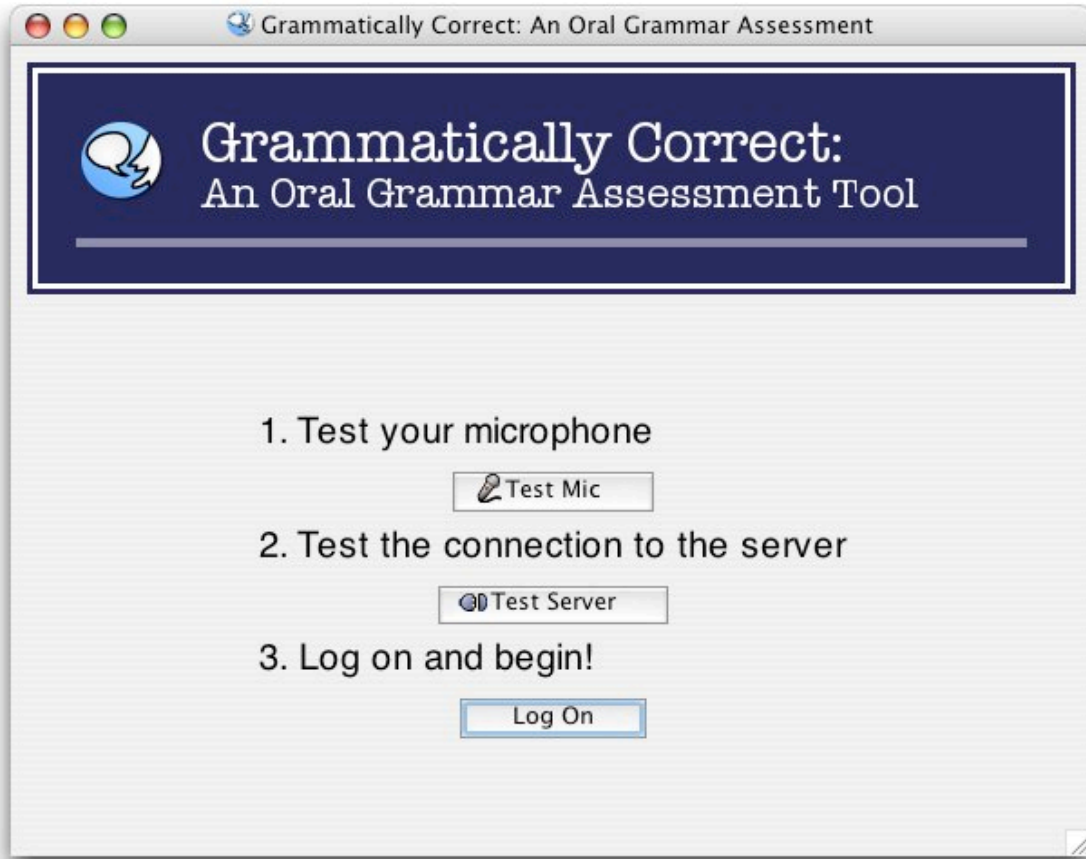 Grammatically Correct: An Oral Grammar Assessment
Grammatically Correct:
An Oral Grammar Assessment Tool
1. Test your microphone
Test Mic
2. Test the connection to the server
Test Server
3. Log on and begin!
Log On